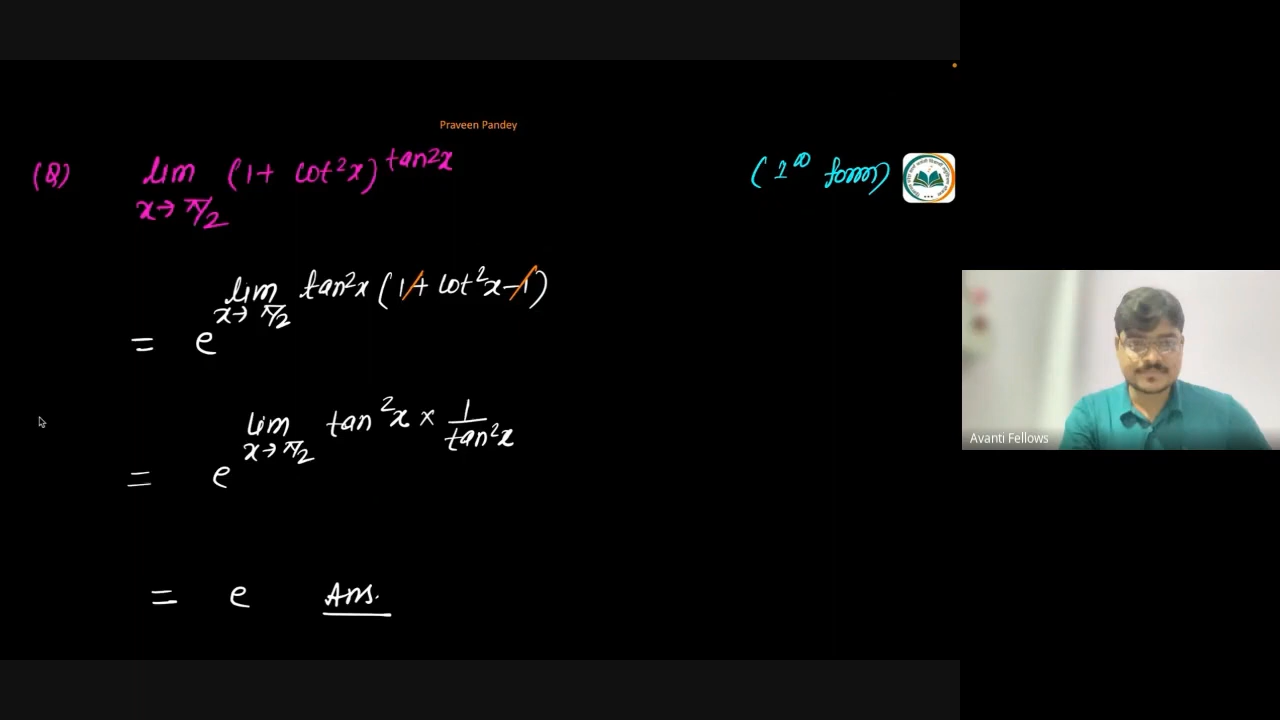 Praveen Pandey
(Q) lim (1 + cot²x)^tan²x (1^∞ form)
x→π/2
= e^lim x→π/2 tan²x (1 + cot²x - 1)
= e^lim x→π/2 tan²x × 1/tan²x
= e Ans.
Avanti Fellows